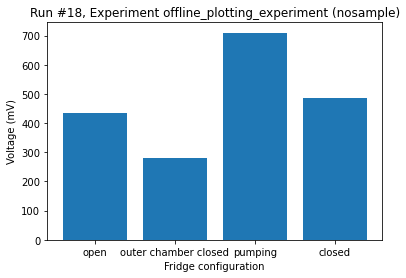 Run #18, Experiment offline_plotting_experiment (nosample)
Voltage (mV)
700
600
500
400
300
200
100
0
open
outer chamber closed
pumping
closed
Fridge configuration